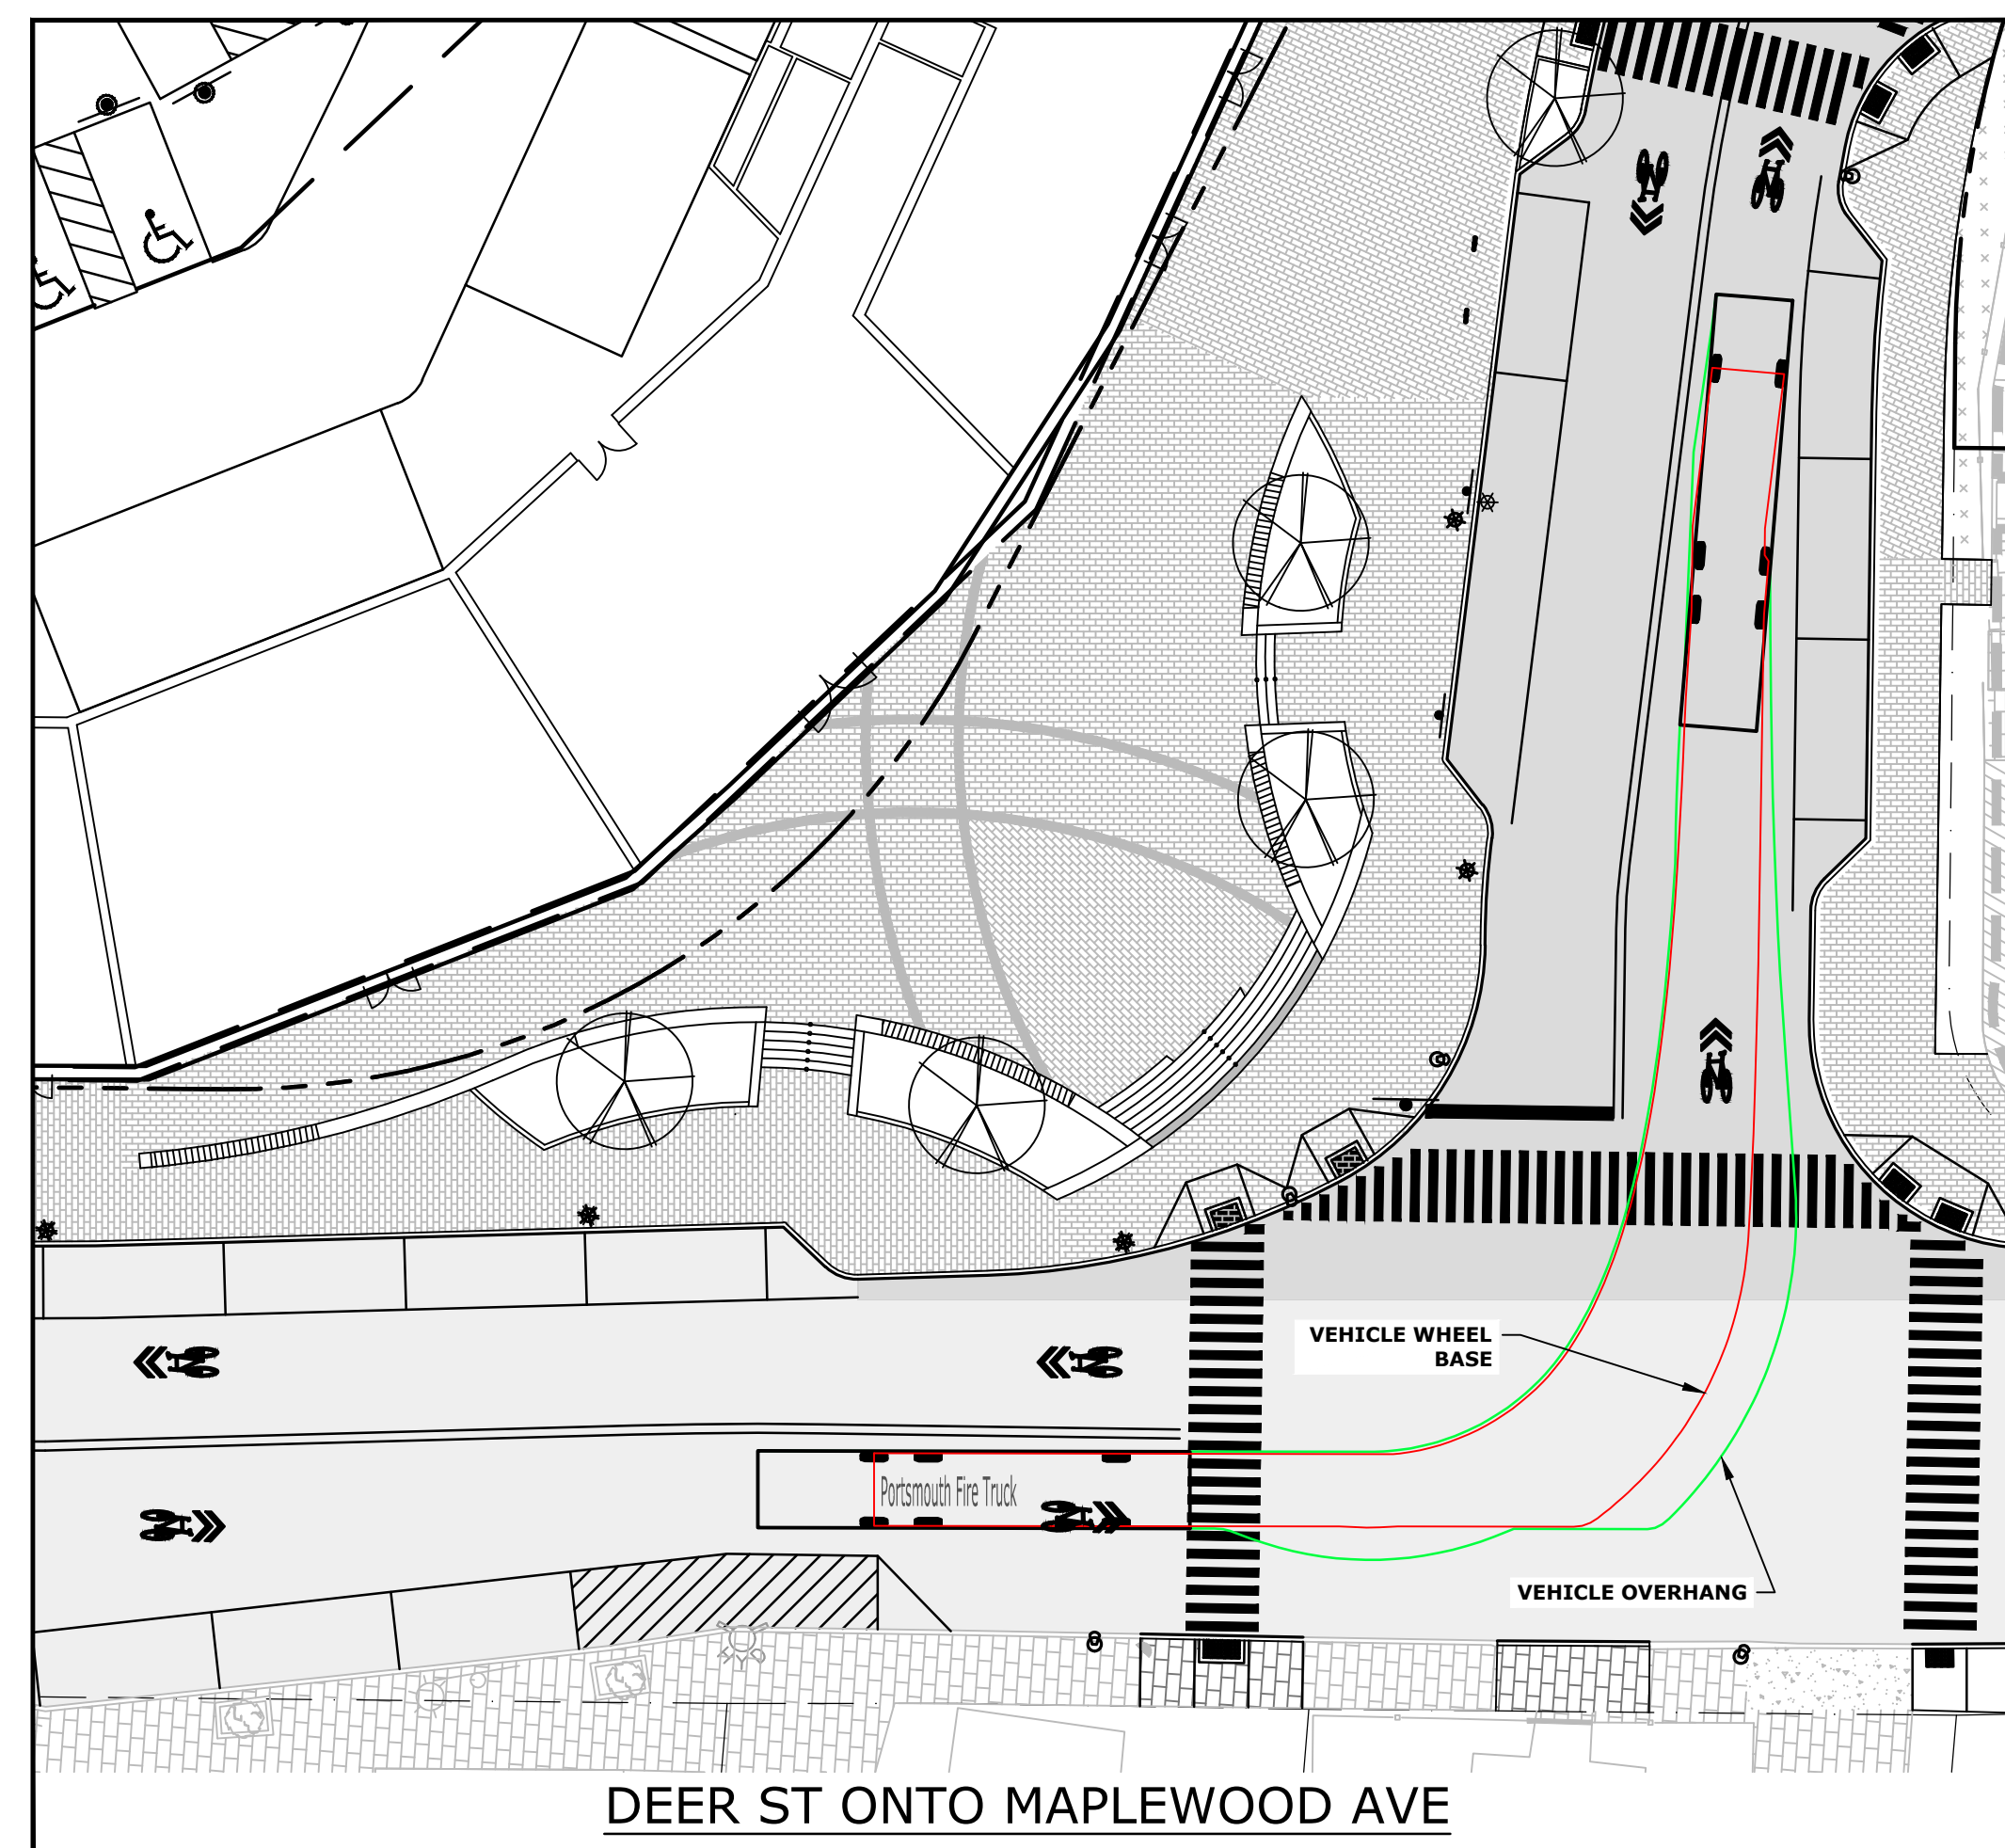 VEHICLE WHEEL
BASE
Portsmouth Fire Truck
VEHICLE OVERHANG
DEER ST ONTO MAPLEWOOD AVE